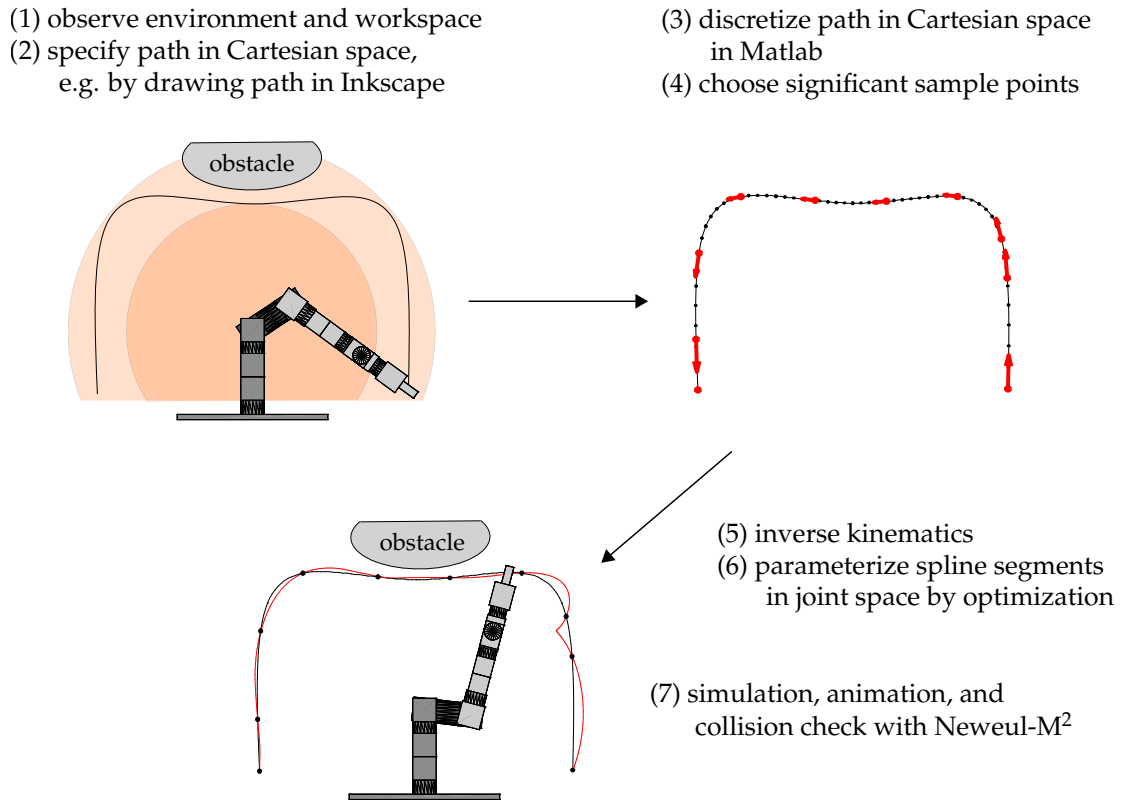 (1) observe environment and workspace
(2) specify path in Cartesian space,
e.g. by drawing path in Inkscape
(3) discretize path in Cartesian space
in Matlab
(4) choose significant sample points
obstacle
obstacle
(5) inverse kinematics
(6) parameterize spline segments
in joint space by optimization
(7) simulation, animation, and
collision check with Neweul-M²